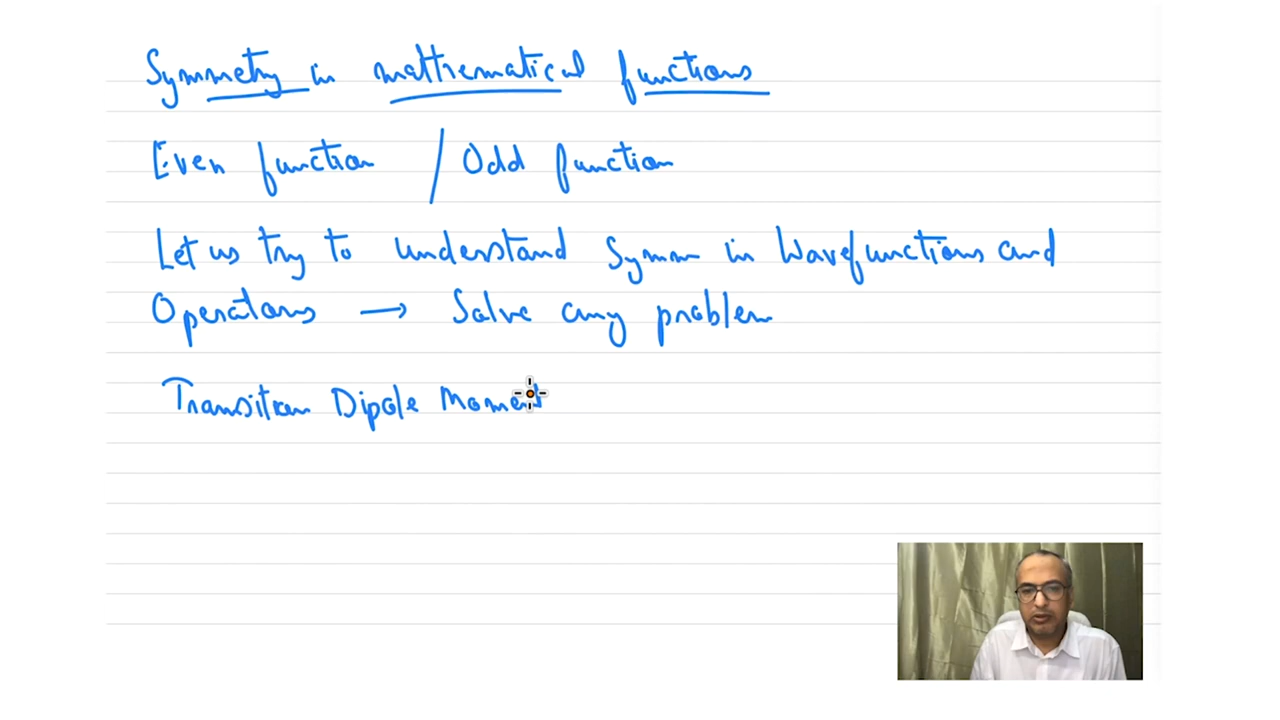 Symmetry in mathematical functions
Even function / Odd function
Let us try to understand Symm in Wavefunctions and
Operators → Solve any problem
Transition Dipole Moment